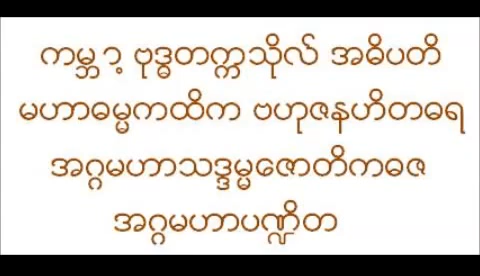 ကမ္ဘာ့ ဗုဒ္ဓတက္ကသိုလ် အဓိပတိ
မဟာဓမ္မကထိက ဗဟုဇနဟိတဓရ
အဂ္ဂမဟာသဒ္ဒမ္မဇောတိကဓဇ
အဂ္ဂမဟာပဏ္ဍိတ